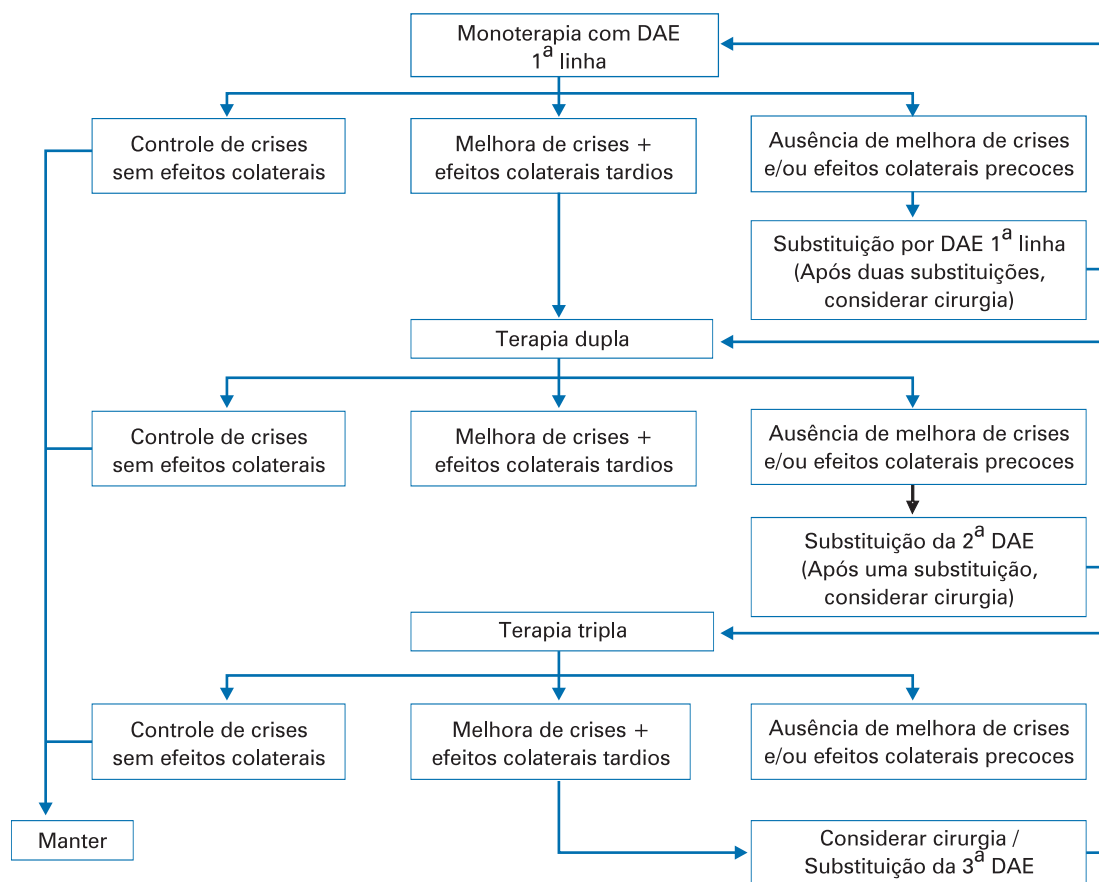 Monoterapia com DAE
1ª linha
Controle de crises
sem efeitos colaterais
Melhora de crises +
efeitos colaterais tardios
Ausência de melhora de crises
e/ou efeitos colaterais precoces
Substituição por DAE 1ª linha
(Após duas substituições,
considerar cirurgia)
Terapia dupla
Controle de crises
sem efeitos colaterais
Melhora de crises +
efeitos colaterais tardios
Ausência de melhora de crises
e/ou efeitos colaterais precoces
Substituição da 2ª DAE
(Após uma substituição,
considerar cirurgia)
Terapia tripla
Controle de crises
sem efeitos colaterais
Melhora de crises +
efeitos colaterais tardios
Ausência de melhora de crises
e/ou efeitos colaterais precoces
Manter
Considerar cirurgia /
Substituição da 3ª DAE